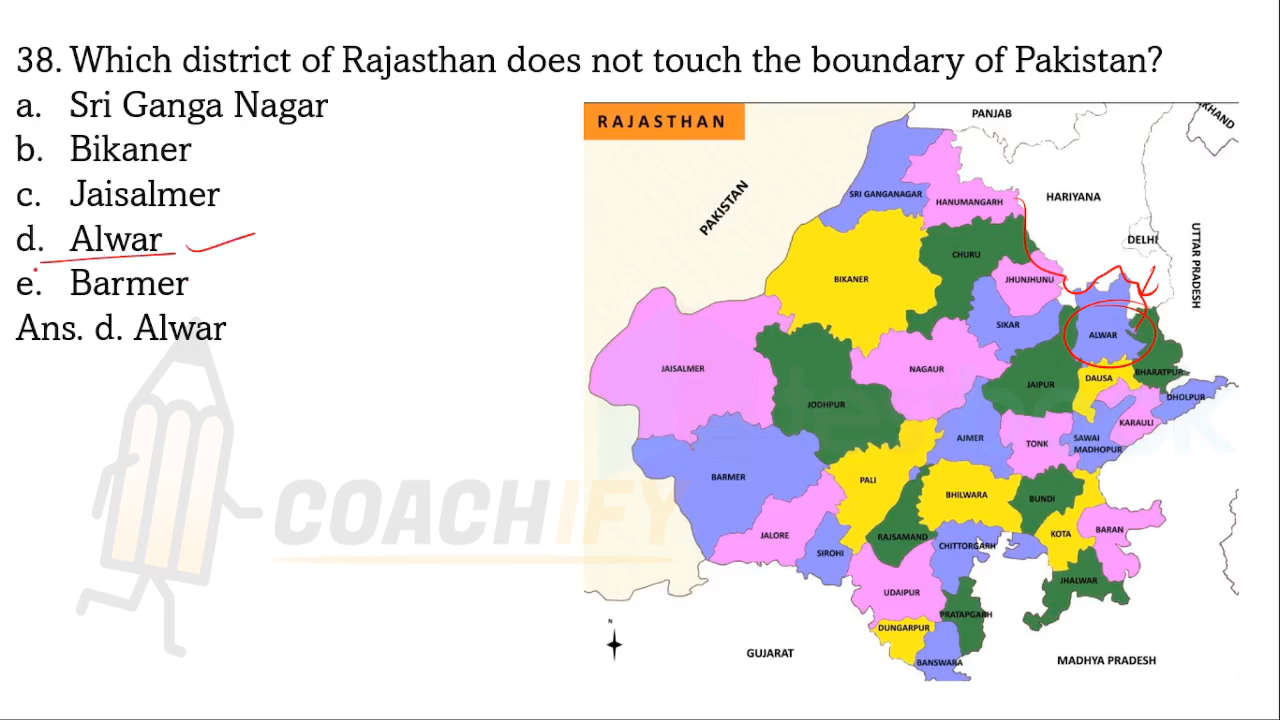 38. Which district of Rajasthan does not touch the boundary of Pakistan?
a. Sri Ganga Nagar
b. Bikaner
c. Jaisalmer
d. Alwar
e. Barmer
Ans. d. Alwar
COACHIFY
RAJASTHAN
PANJAB
KHAND
PAKISTAN
SRI GANGANAGAR
HANUMANGARH
HARIYANA
DELHI
UTTAR PRADESH
CHURU
BIKANER
JHUNJHUNU
SIKAR
ALWAR
JAISALMER
NAGAUR
JAIPUR
DAUSA
BHARATPUR
DHOLPUR
JODHPUR
KARAULI
AJMER
TONK
SAWAI
MADHOPUR
BARMER
PALI
BHILWARA
BUNDI
KOTA
BARAN
JALORE
SIROHI
RAJSAMAND
CHITTORGARH
JHALWAR
UDAIPUR
PRATAPGARH
DUNGARPUR
BANSWARA
N
GUJARAT
MADHYA PRADESH